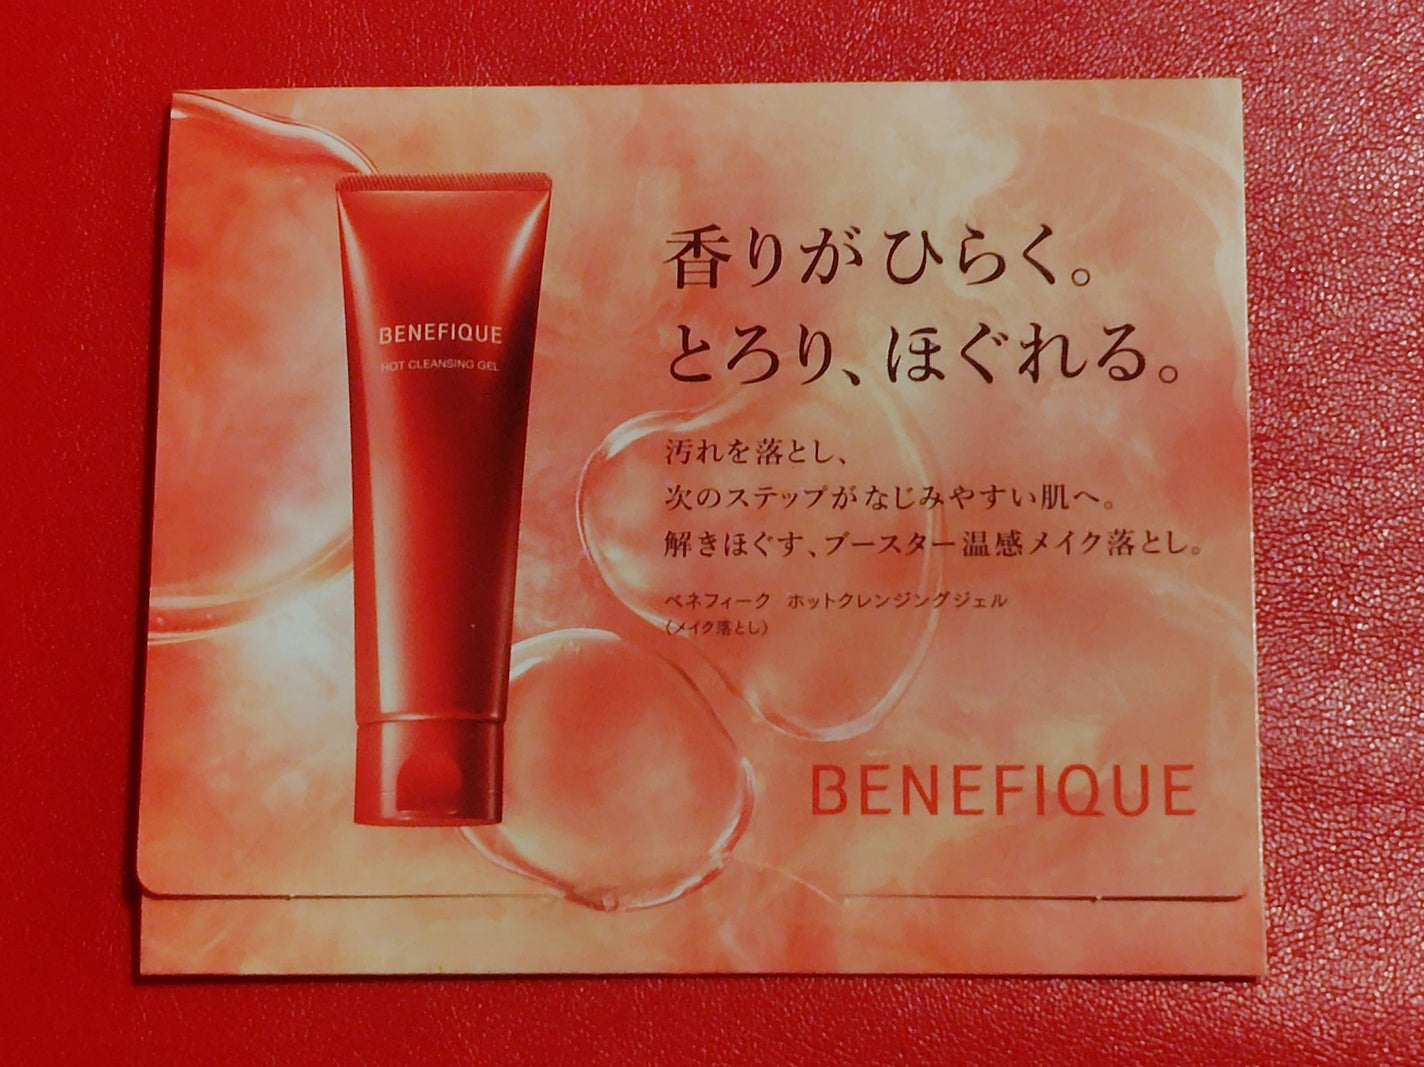 BENEFIQUE
HOT CLEANSING GEL
香りがひらく。
とろり、ほぐれる。
汚れを落とし、
次のステップがなじみやすい肌へ。
解きほぐす、ブースター温感メイク落とし。
ベネフィーク ホットクレンジングジェル
(メイク落とし)
BENEFIQUE